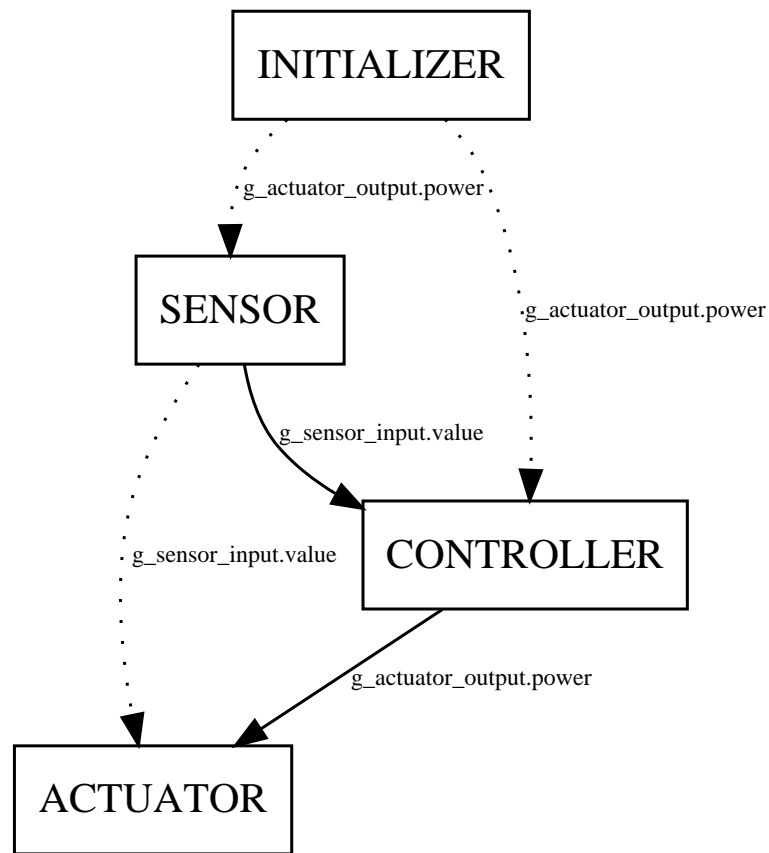 INITIALIZER
g_actuator_output.power
SENSOR
g_actuator_output.power
g_sensor_input.value
CONTROLLER
g_sensor_input.value
g_actuator_output.power
ACTUATOR